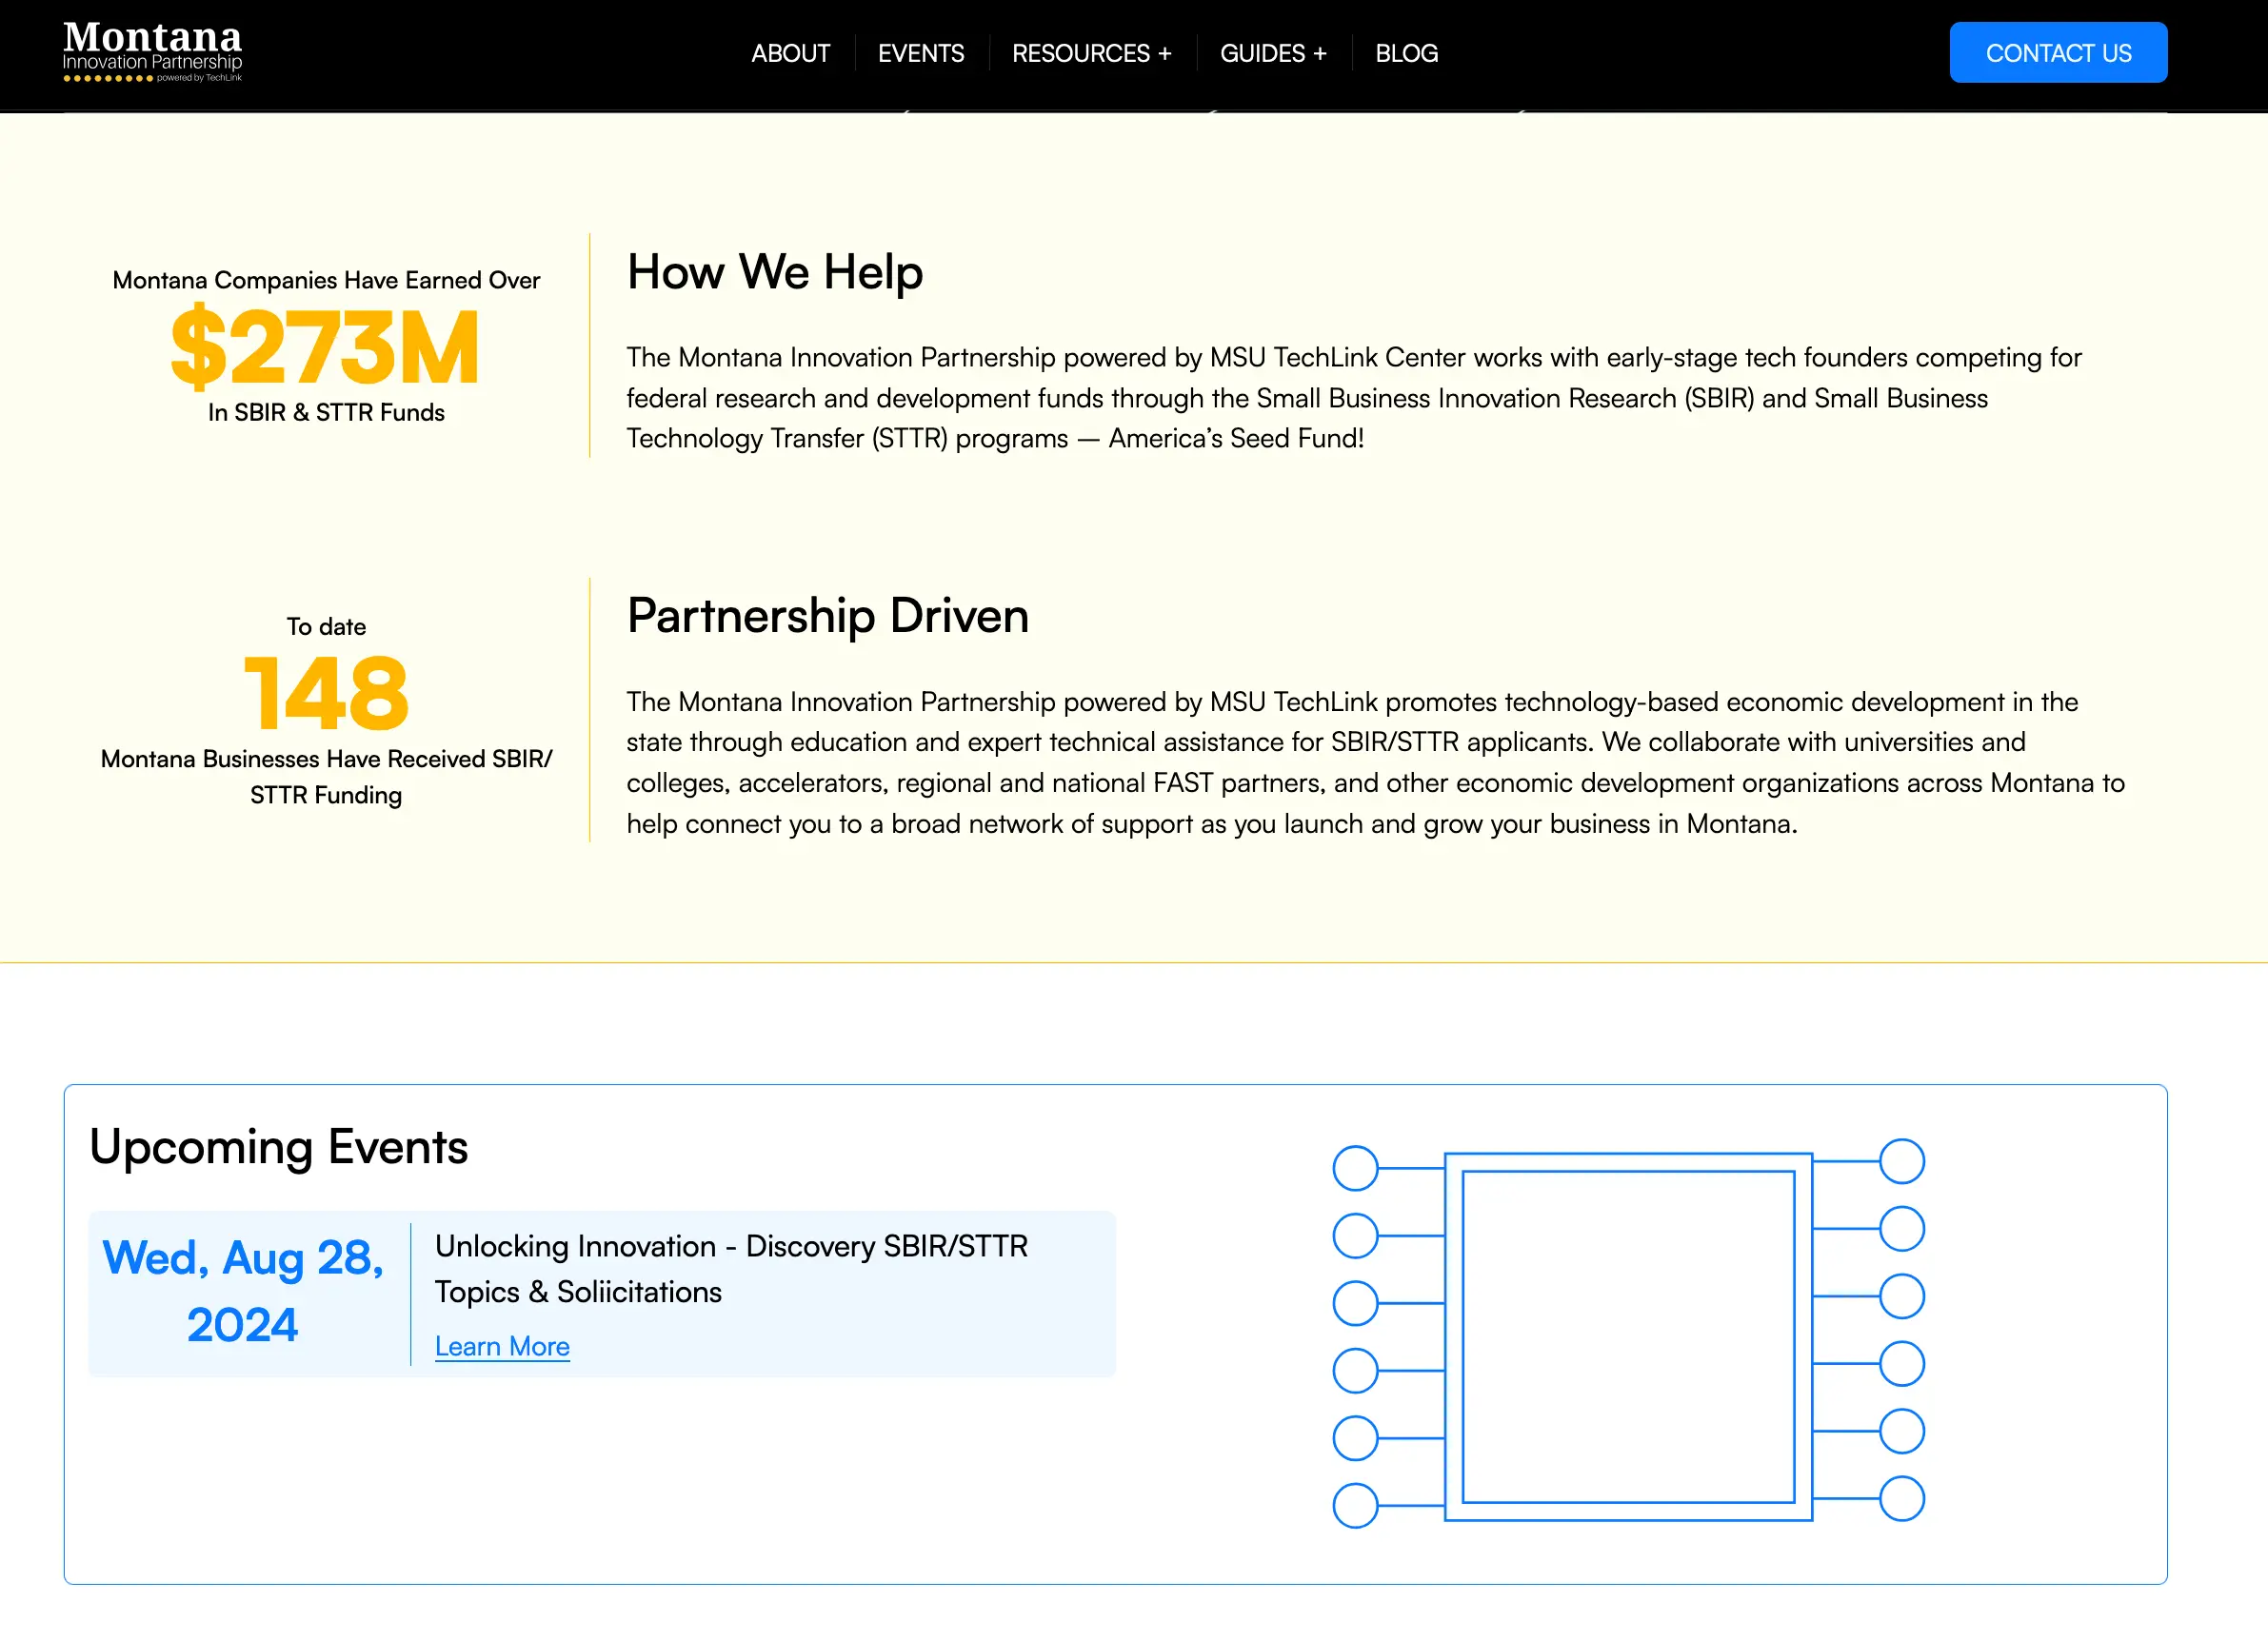 Montana
Innovation Partnership
powered by TechLink
ABOUT
EVENTS
RESOURCES +
GUIDES +
BLOG
CONTACT US
Montana Companies Have Earned Over
$273M
In SBIR & STTR Funds
How We Help
The Montana Innovation Partnership powered by MSU TechLink Center works with early-stage tech founders competing for
federal research and development funds through the Small Business Innovation Research (SBIR) and Small Business
Technology Transfer (STTR) programs — America’s Seed Fund!
To date
148
Montana Businesses Have Received SBIR/
STTR Funding
Partnership Driven
The Montana Innovation Partnership powered by MSU TechLink promotes technology-based economic development in the
state through education and expert technical assistance for SBIR/STTR applicants. We collaborate with universities and
colleges, accelerators, regional and national FAST partners, and other economic development organizations across Montana to
help connect you to a broad network of support as you launch and grow your business in Montana.
Upcoming Events
Wed, Aug 28,
2024
Unlocking Innovation - Discovery SBIR/STTR
Topics & Soliicitations
Learn More